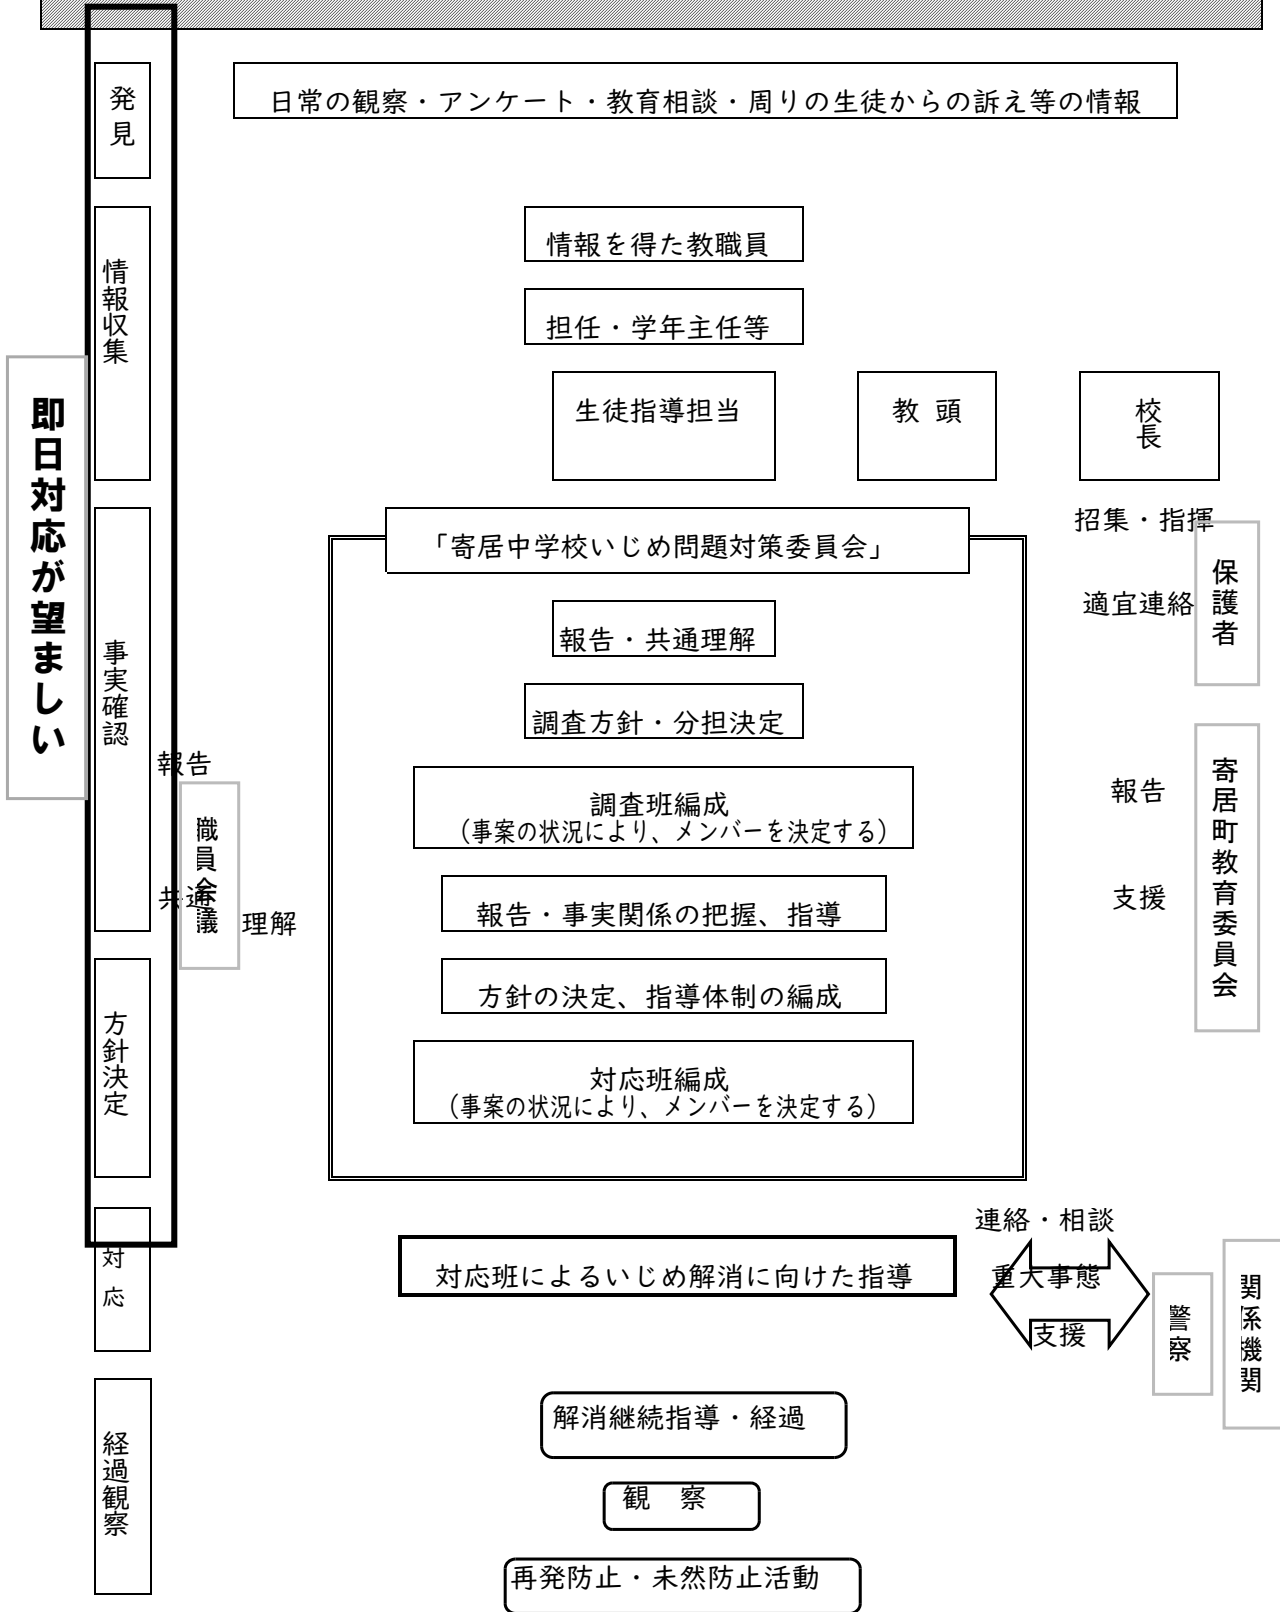 発見
日常の観察・アンケート・教育相談・周りの生徒からの訴え等の情報
情報収集
情報を得た教職員
担任・学年主任等
生徒指導担当
教 頭
校長
即日対応が望ましい
事実確認
招集・指揮
「寄居中学校いじめ問題対策委員会」
保護者
適宜連絡
報告・共通理解
調査方針・分担決定
報告
職員会議
共通
理解
調査班編成
（事案の状況により、メンバーを決定する）
報告
支援
寄居町教育委員会
報告・事実関係の把握、指導
方針決定
方針の決定、指導体制の編成
対応班編成
（事案の状況により、メンバーを決定する）
対応
対応班によるいじめ解消に向けた指導
連絡・相談
重大事態
支援
警察
関係機関
経過観察
解消継続指導・経過
観 察
再発防止・未然防止活動